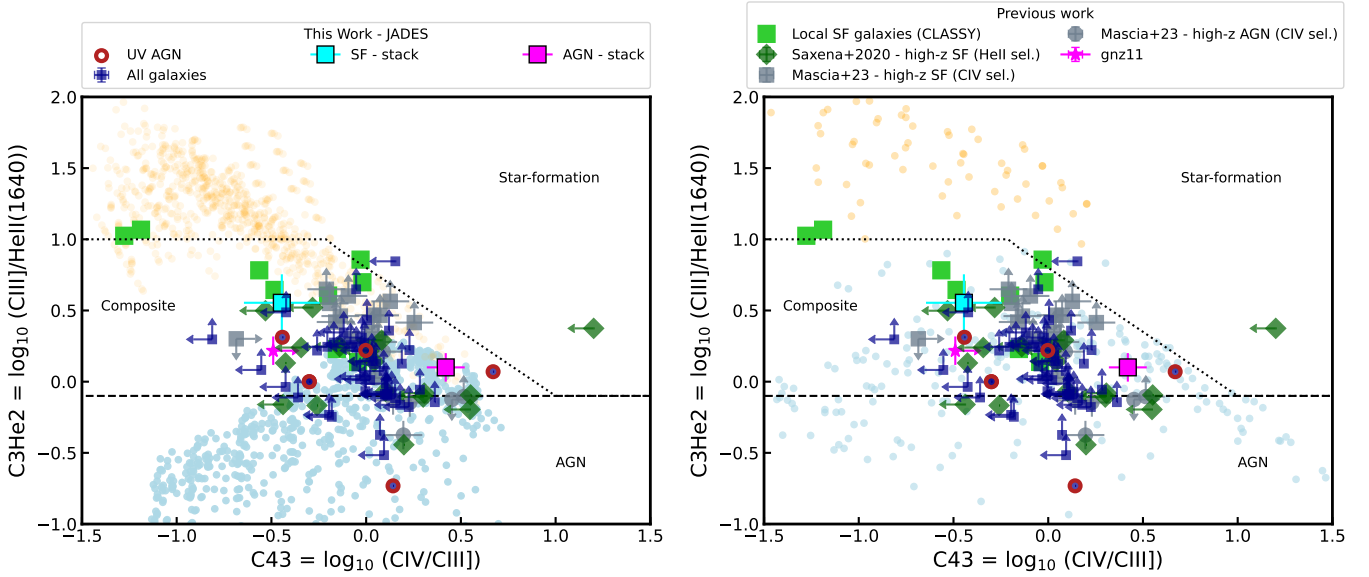 This Work - JADES
UV AGN
All galaxies
SF - stack
AGN - stack
Previous work
Local SF galaxies (CLASSY)
Saxena+2020 - high-z SF (HeII sel.)
Mascia+23 - high-z SF (CIV sel.)
Mascia+23 - high-z AGN (CIV sel.)
gnz11
C3He2 = log10 (CIII]/HeII(1640))
2.0
1.5
1.0
0.5
0.0
−0.5
−1.0
Star-formation
Composite
AGN
−1.5
−1.0
−0.5
0.0
0.5
1.0
1.5
C43 = log10 (CIV/CIII])
C3He2 = log10 (CIII]/HeII(1640))
2.0
1.5
1.0
0.5
0.0
−0.5
−1.0
Star-formation
Composite
AGN
−1.5
−1.0
−0.5
0.0
0.5
1.0
1.5
C43 = log10 (CIV/CIII])